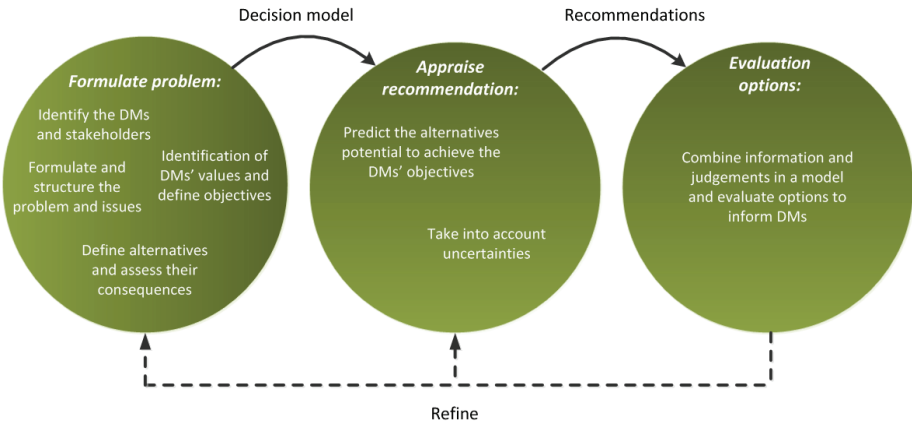 Decision model
Recommendations
Formulate problem:
Identify the DMs
and stakeholders
Formulate and
structure the
problem and issues
Identification of
DMs’ values and
define objectives
Define alternatives
and assess their
consequences
Appraise
recommendation:
Predict the alternatives
potential to achieve the
DMs’ objectives
Take into account
uncertainties
Evaluation
options:
Combine information and
judgements in a model
and evaluate options to
inform DMs
Refine